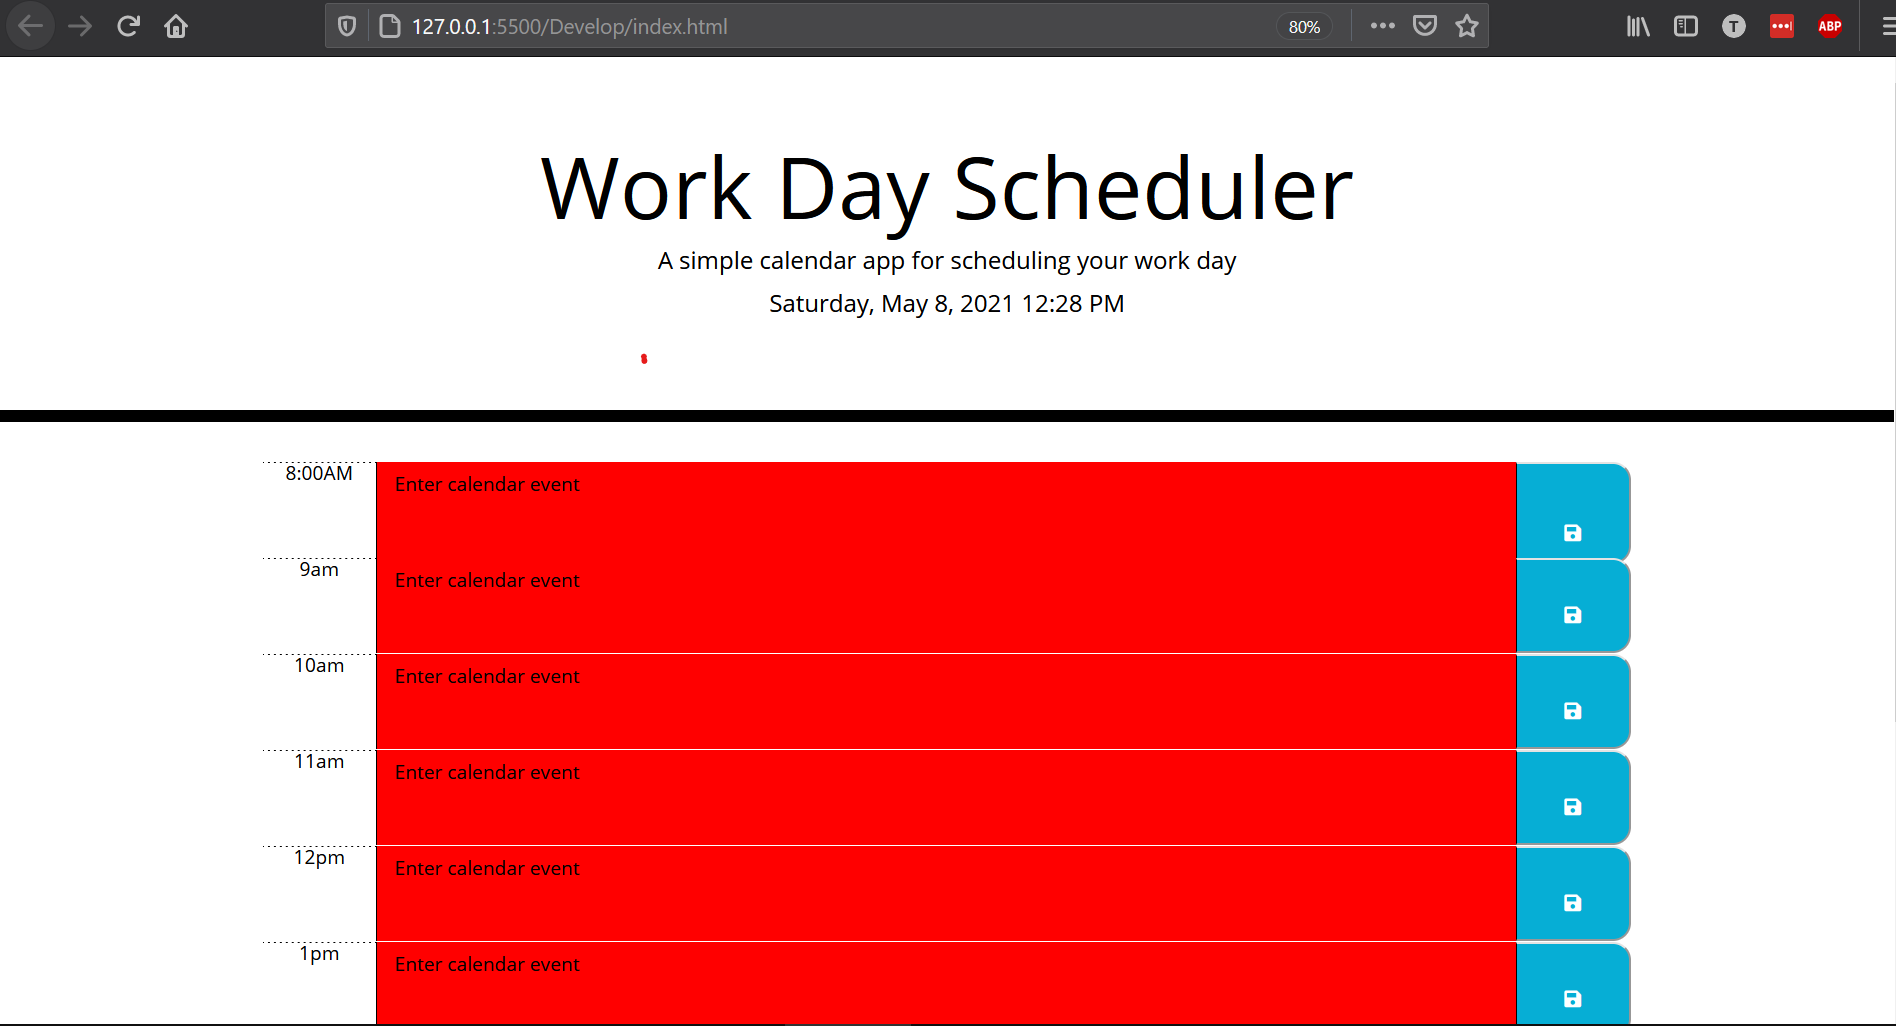 127.0.0.1:5500/Develop/index.html 80% T ABP
Work Day Scheduler
A simple calendar app for scheduling your work day
Saturday, May 8, 2021 12:28 PM
8:00AM Enter calendar event
9am Enter calendar event
10am Enter calendar event
11am Enter calendar event
12pm Enter calendar event
1pm Enter calendar event